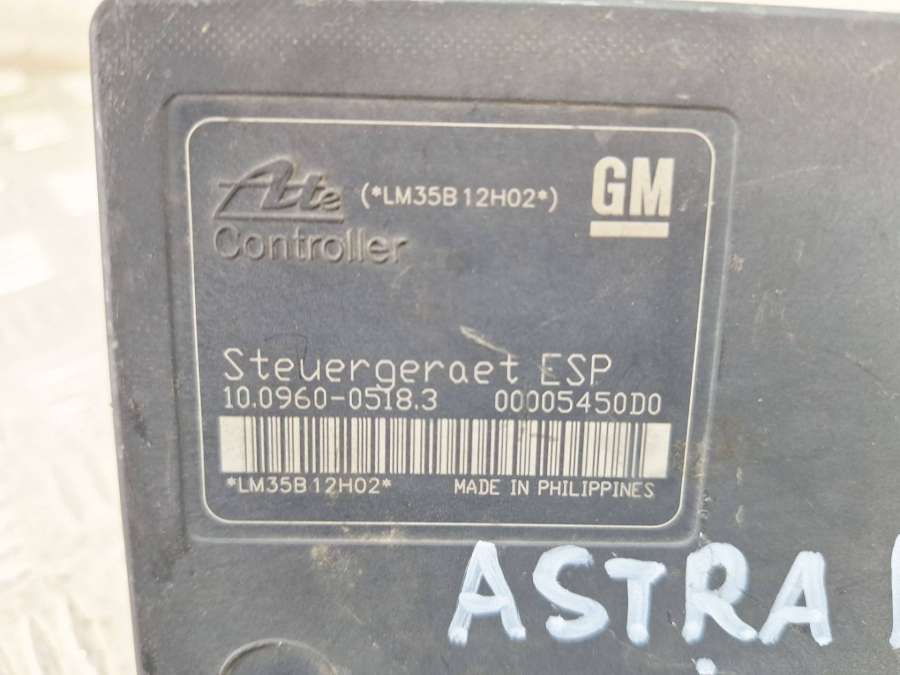 Ate (*LM35B12H02*) GM
Controller
Steuergeraet ESP
10.0960-0518.3 00005450D0
*LM35B12H02* MADE IN PHILIPPINES
ASTRA